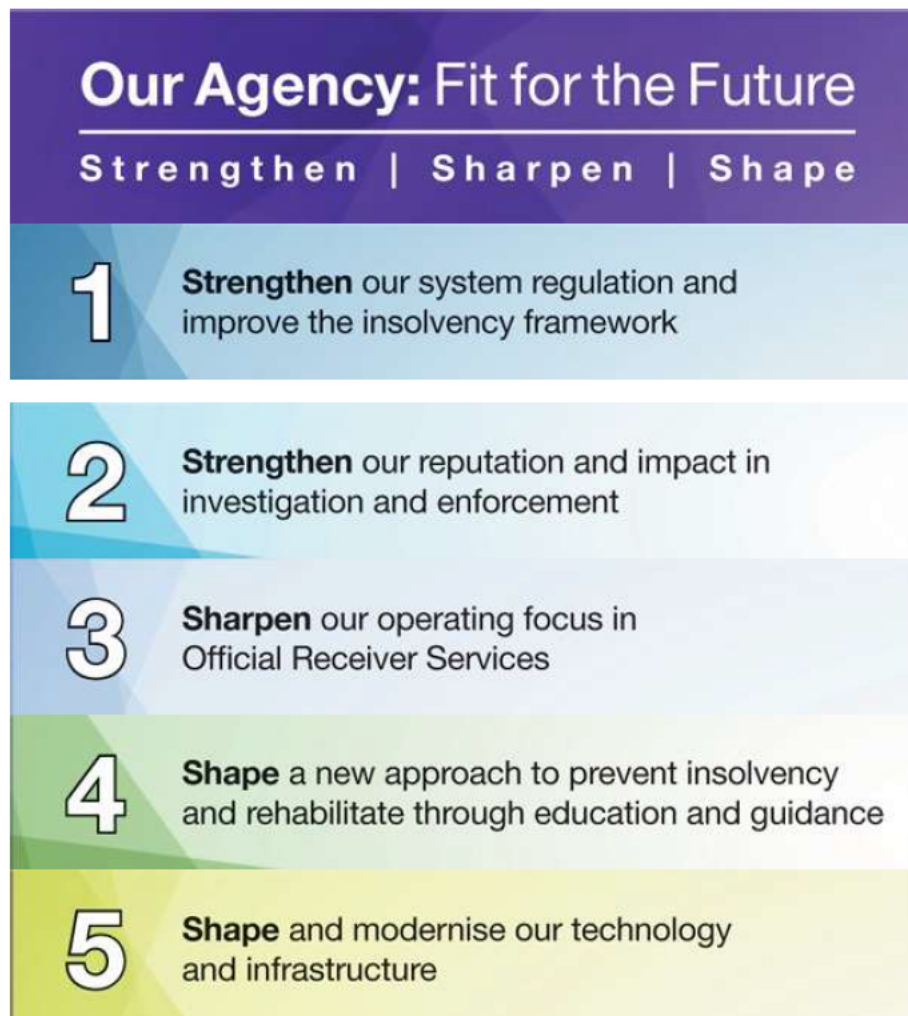 Our Agency: Fit for the Future
Strengthen | Sharpen | Shape
1
Strengthen our system regulation and
improve the insolvency framework
2
Strengthen our reputation and impact in
investigation and enforcement
3
Sharpen our operating focus in
Official Receiver Services
4
Shape a new approach to prevent insolvency
and rehabilitate through education and guidance
5
Shape and modernise our technology
and infrastructure